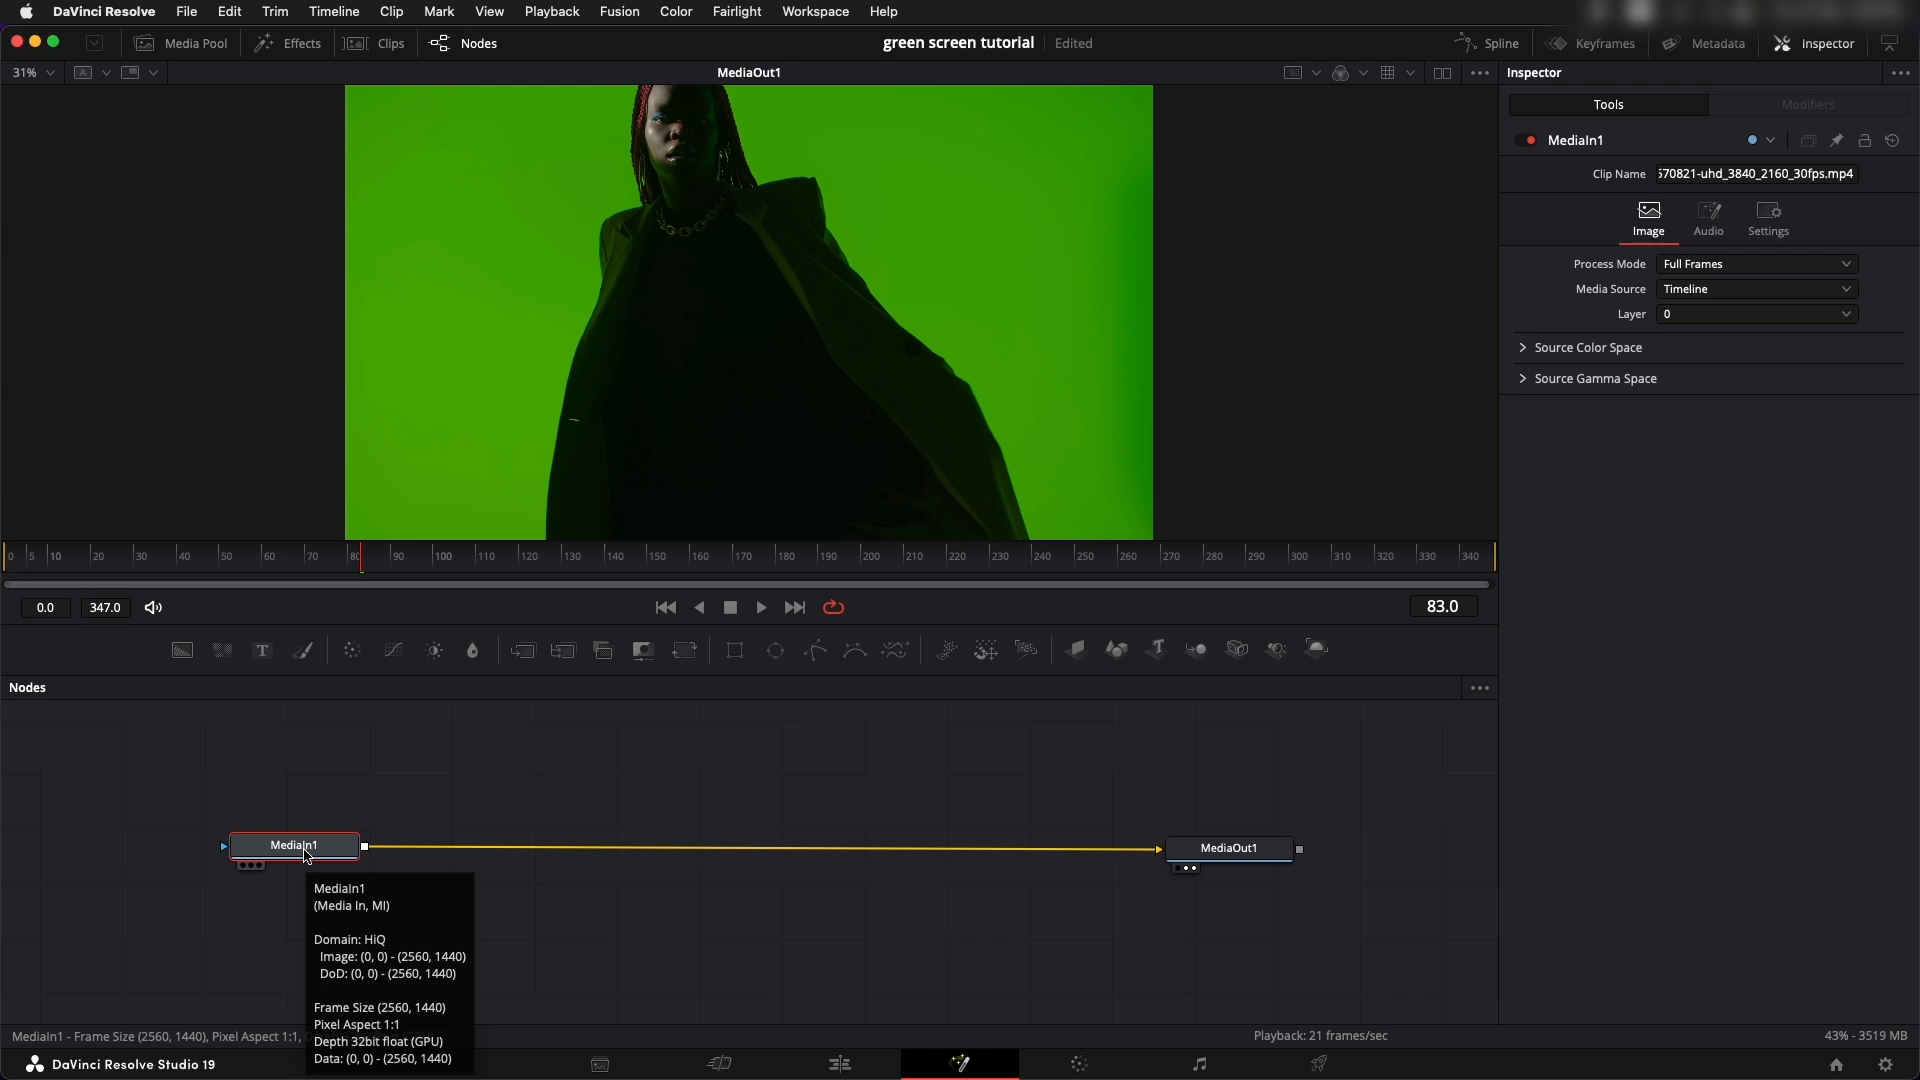 DaVinci Resolve File Edit Trim Timeline Clip Mark View Playback Fusion Color Fairlight Workspace Help
Media Pool Effects Clips Nodes green screen tutorial Edited Spline Keyframes Metadata Inspector
31% A MediaOut1 Inspector
Tools Modifiers
MediaIn1
Clip Name 570821-uhd_3840_2160_30fps.mp4
Image Audio Settings
Process Mode Full Frames
Media Source Timeline
Layer 0
Source Color Space
Source Gamma Space
0 5 10 20 30 40 50 60 70 80 90 100 110 120 130 140 150 160 170 180 190 200 210 220 230 240 250 260 270 280 290 300 310 320 330 340
0.0 347.0 83.0
T T
Nodes
MediaIn1 MediaOut1
MediaIn1
(Media In, MI)
Domain: HiQ
Image: (0, 0) - (2560, 1440)
DoD: (0, 0) - (2560, 1440)
Frame Size (2560, 1440)
Pixel Aspect 1:1
Depth 32bit float (GPU)
Data: (0, 0) - (2560, 1440)
MediaIn1 - Frame Size (2560, 1440), Pixel Aspect 1:1, Playback: 21 frames/sec 43% - 3519 MB
DaVinci Resolve Studio 19